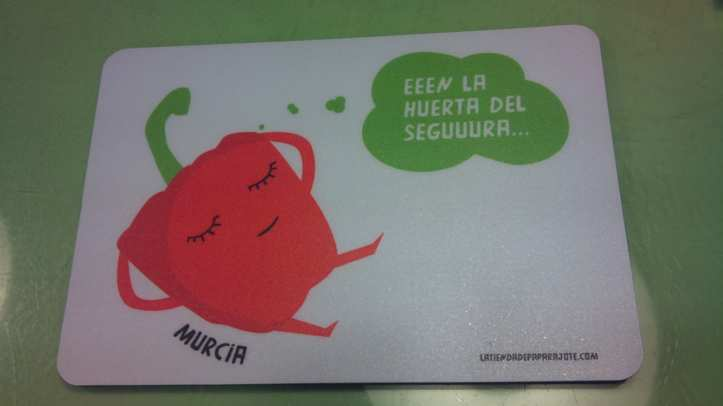 EEEN LA
HUERTA DEL
SEGUUURA...
MURCIA
LATIENDADEPAPARAJOTE.COM